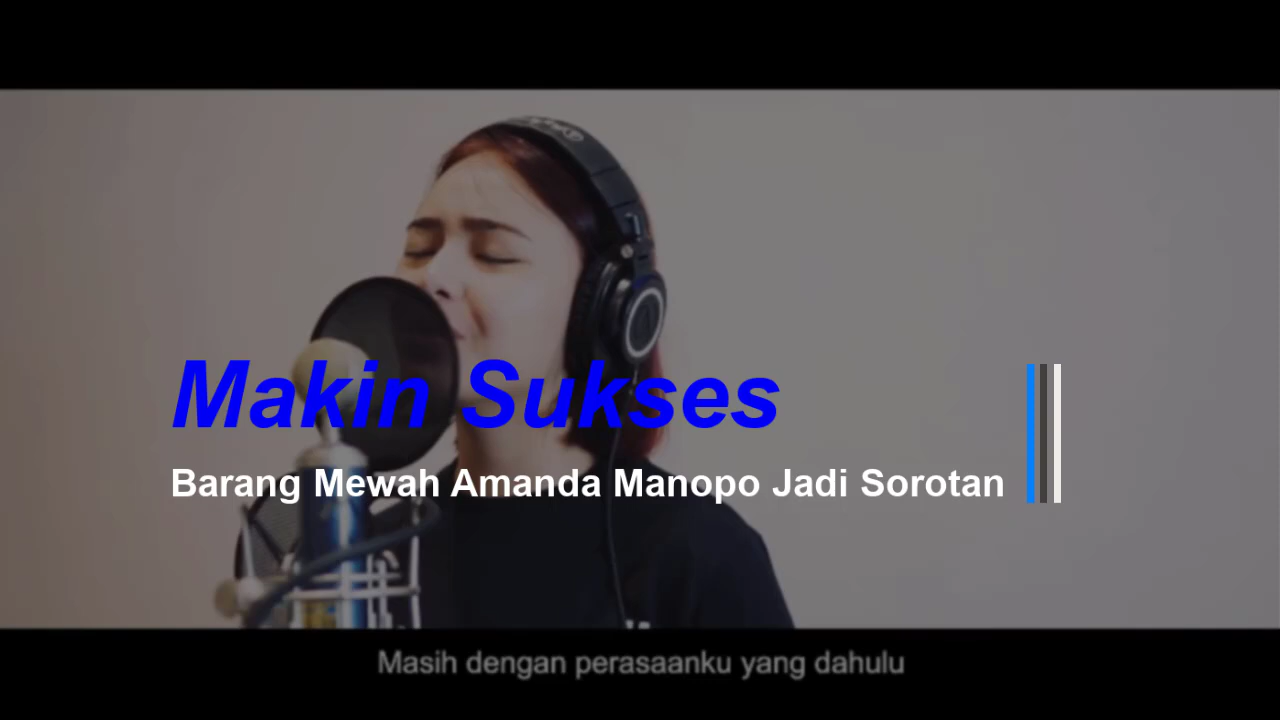 Makin Sukses
Barang Mewah Amanda Manopo Jadi Sorotan
Masih dengan perasaanku yang dahulu